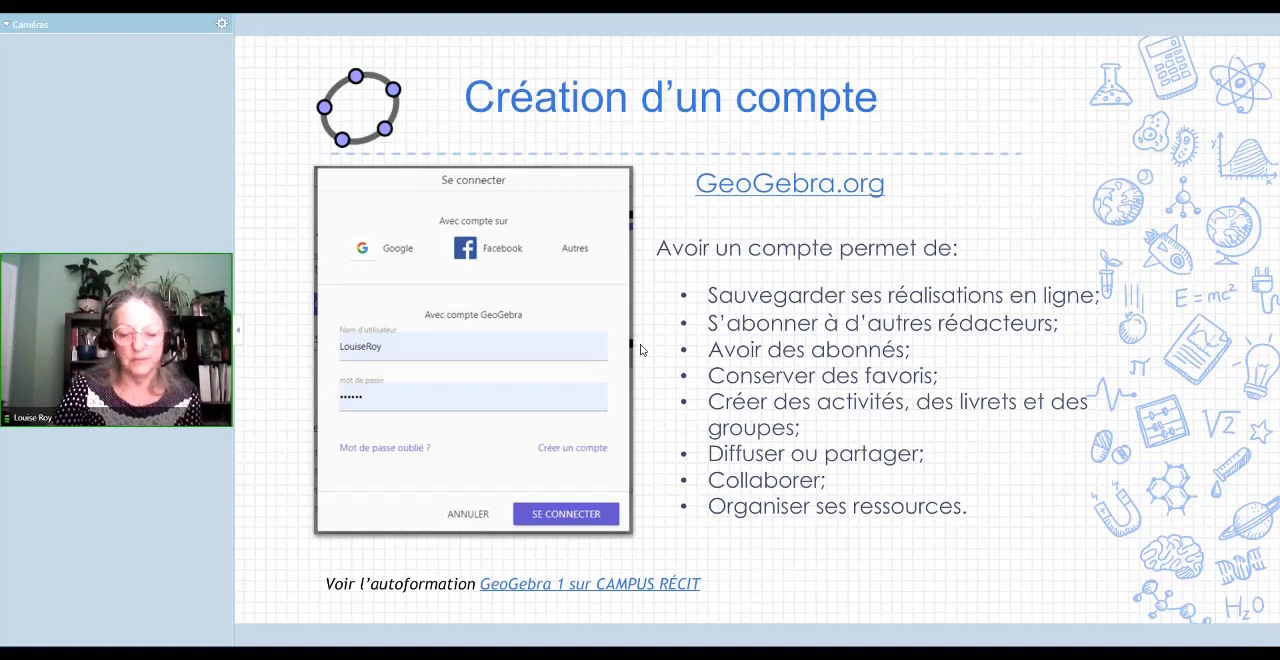 Caméras
Création d’un compte
Se connecter
Avec compte sur
Google
Facebook
Autres
Avec compte GeoGebra
Nom d'utilisateur
LouiseRoy
mot de passe
••••••
Mot de passe oublié ?
Créer un compte
ANNULER
SE CONNECTER
GeoGebra.org
Avoir un compte permet de:
• Sauvegarder ses réalisations en ligne;
• S’abonner à d’autres rédacteurs;
• Avoir des abonnés;
• Conserver des favoris;
• Créer des activités, des livrets et des
groupes;
• Diffuser ou partager;
• Collaborer;
• Organiser ses ressources.
Voir l’autoformation GeoGebra 1 sur CAMPUS RÉCIT
Louise Roy
y
x
E=mc²
π
√2
H₂O